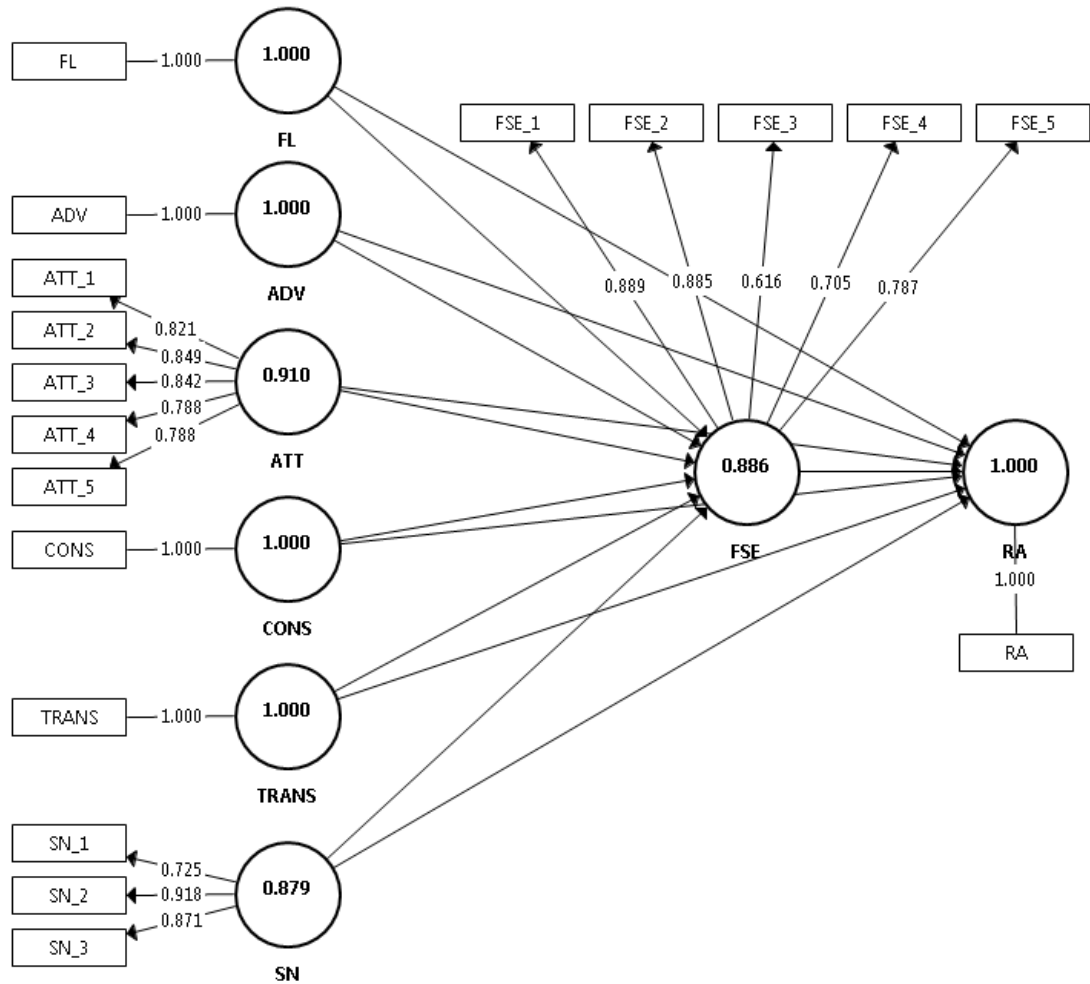 FL
1.000
1.000
FL
FSE_1
FSE_2
FSE_3
FSE_4
FSE_5
ADV
1.000
1.000
ADV
ATT_1
ATT_2
ATT_3
ATT_4
ATT_5
0.821
0.849
0.842
0.788
0.788
0.910
ATT
0.889
0.885
0.616
0.705
0.787
0.886
FSE
1.000
RA
1.000
RA
CONS
1.000
1.000
CONS
TRANS
1.000
1.000
TRANS
SN_1
SN_2
SN_3
0.725
0.918
0.871
0.879
SN